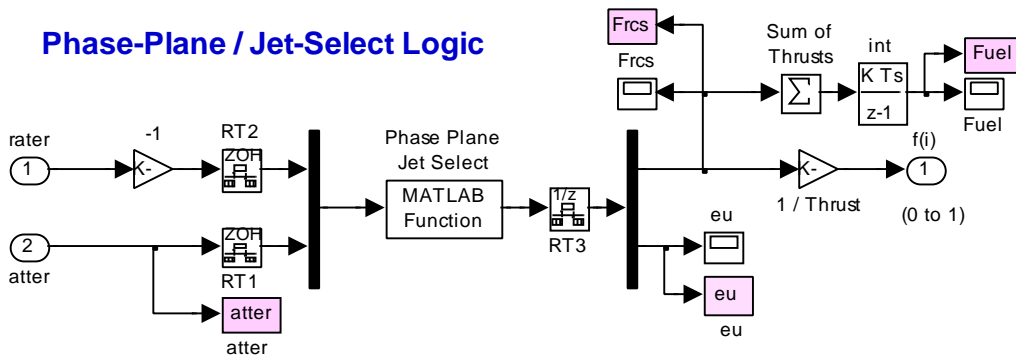 Phase-Plane / Jet-Select Logic
rater
1
-1
K-
RT2
ZOH
2
atter
ZOH
RT1
atter
atter
Phase Plane
Jet Select
MATLAB
Function
1/z
RT3
Frcs
Frcs
Sum of
Thrusts
Σ
int
K Ts
z-1
Fuel
Fuel
K-
1 / Thrust
f(i)
1
(0 to 1)
eu
eu
eu